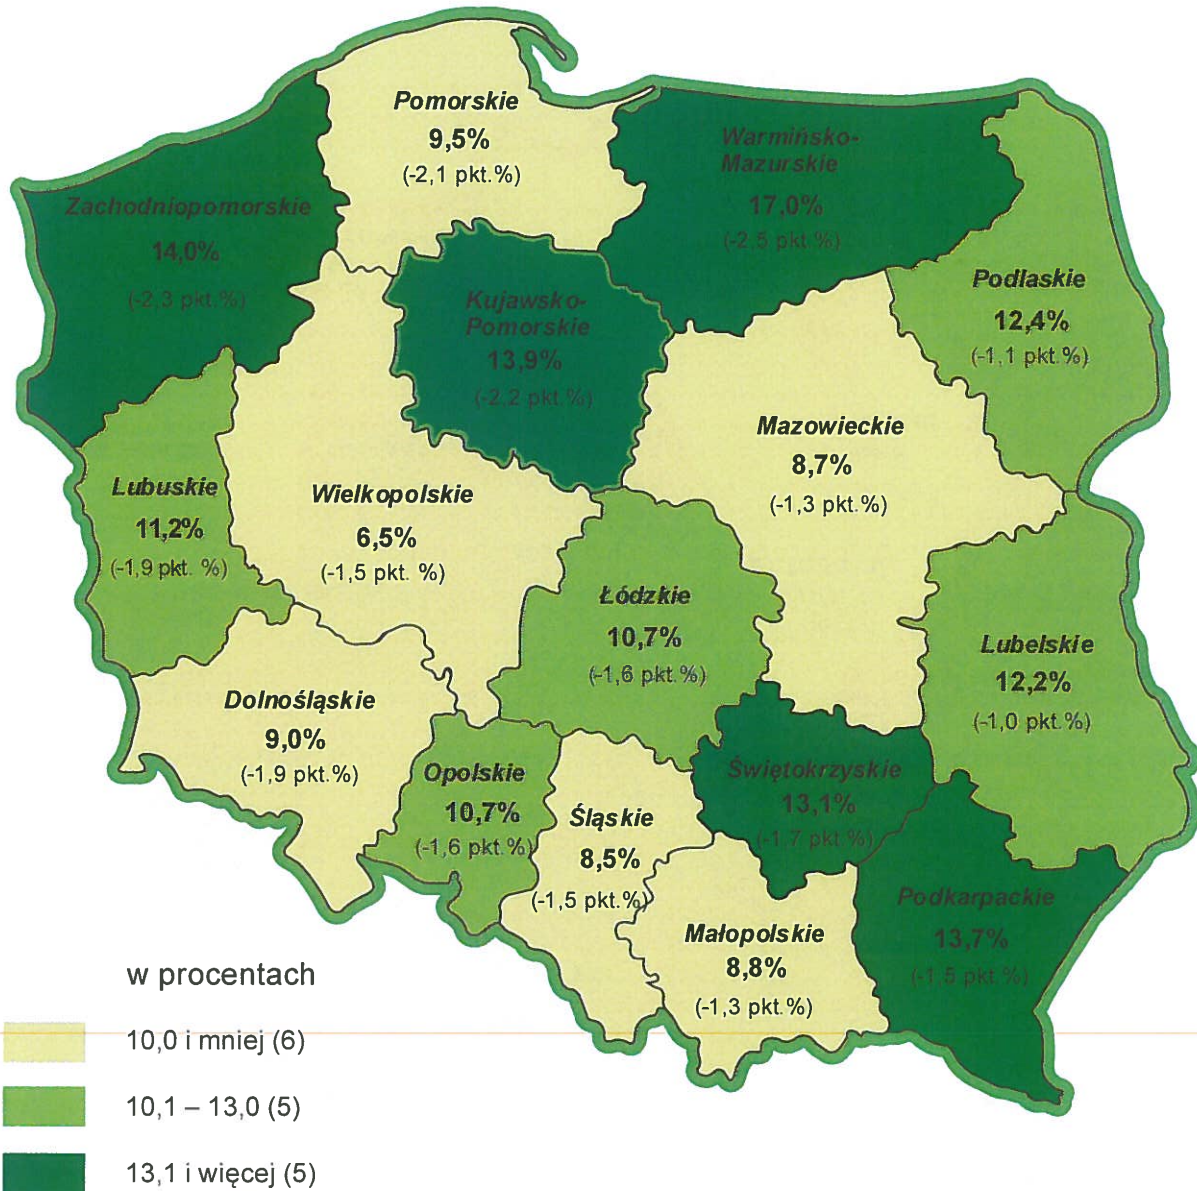 Pomorskie
9,5%
(-2,1 pkt.%)
Warmińsko-
Mazurskie
17,0%
(-2,5 pkt %)
Zachodniopomorskie
14,0%
(-2,3 pkt.%)
Podlaskie
12,4%
(-1,1 pkt.%)
Kujawsko-
Pomorskie
13,9%
(-2,2 pkt.%)
Mazowieckie
8,7%
(-1,3 pkt.%)
Lubuskie
11,2%
(-1,9 pkt. %)
Wielkopolskie
6,5%
(-1,5 pkt. %)
Łódzkie
10,7%
(-1,6 pkt.%)
Lubelskie
12,2%
(-1,0 pkt.%)
Dolnośląskie
9,0%
(-1,9 pkt.%)
Opolskie
10,7%
(-1,6 pkt.%)
Śląskie
8,5%
(-1,5 pkt.%)
Świętokrzyskie
13,1%
(-1,7 pkt.%)
Małopolskie
8,8%
(-1,3 pkt.%)
Podkarpackie
13,7%
(-1,5 pkt.%)
w procentach
10,0 i mniej (6)
10,1 – 13,0 (5)
13,1 i więcej (5)